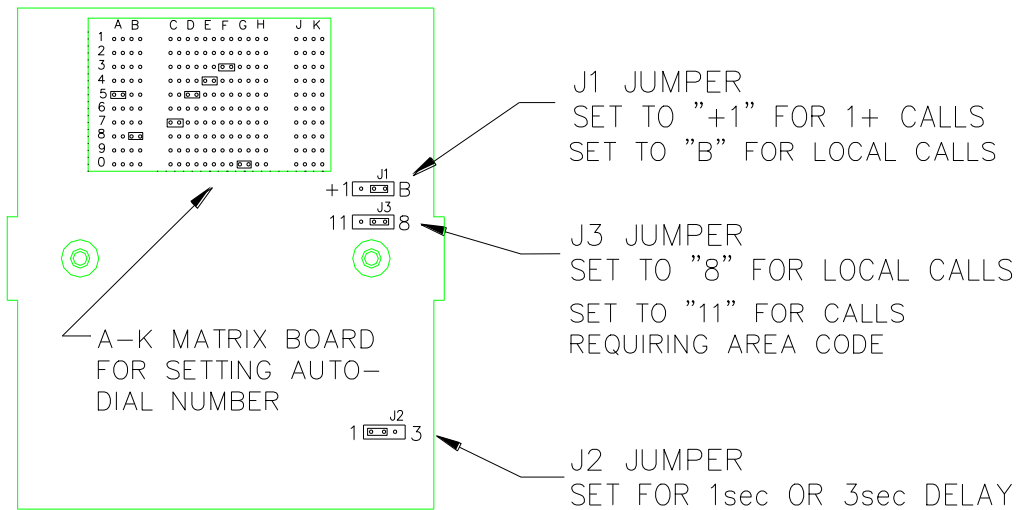 A B C D E F G H J K
1
2
3
4
5
6
7
8
9
0
J1
+1 B
J3
11 8
J1 JUMPER
SET TO "+1" FOR 1+ CALLS
SET TO "B" FOR LOCAL CALLS
J3 JUMPER
SET TO "8" FOR LOCAL CALLS
SET TO "11" FOR CALLS
REQUIRING AREA CODE
A-K MATRIX BOARD
FOR SETTING AUTO-
DIAL NUMBER
J2
1 3
J2 JUMPER
SET FOR 1sec OR 3sec DELAY